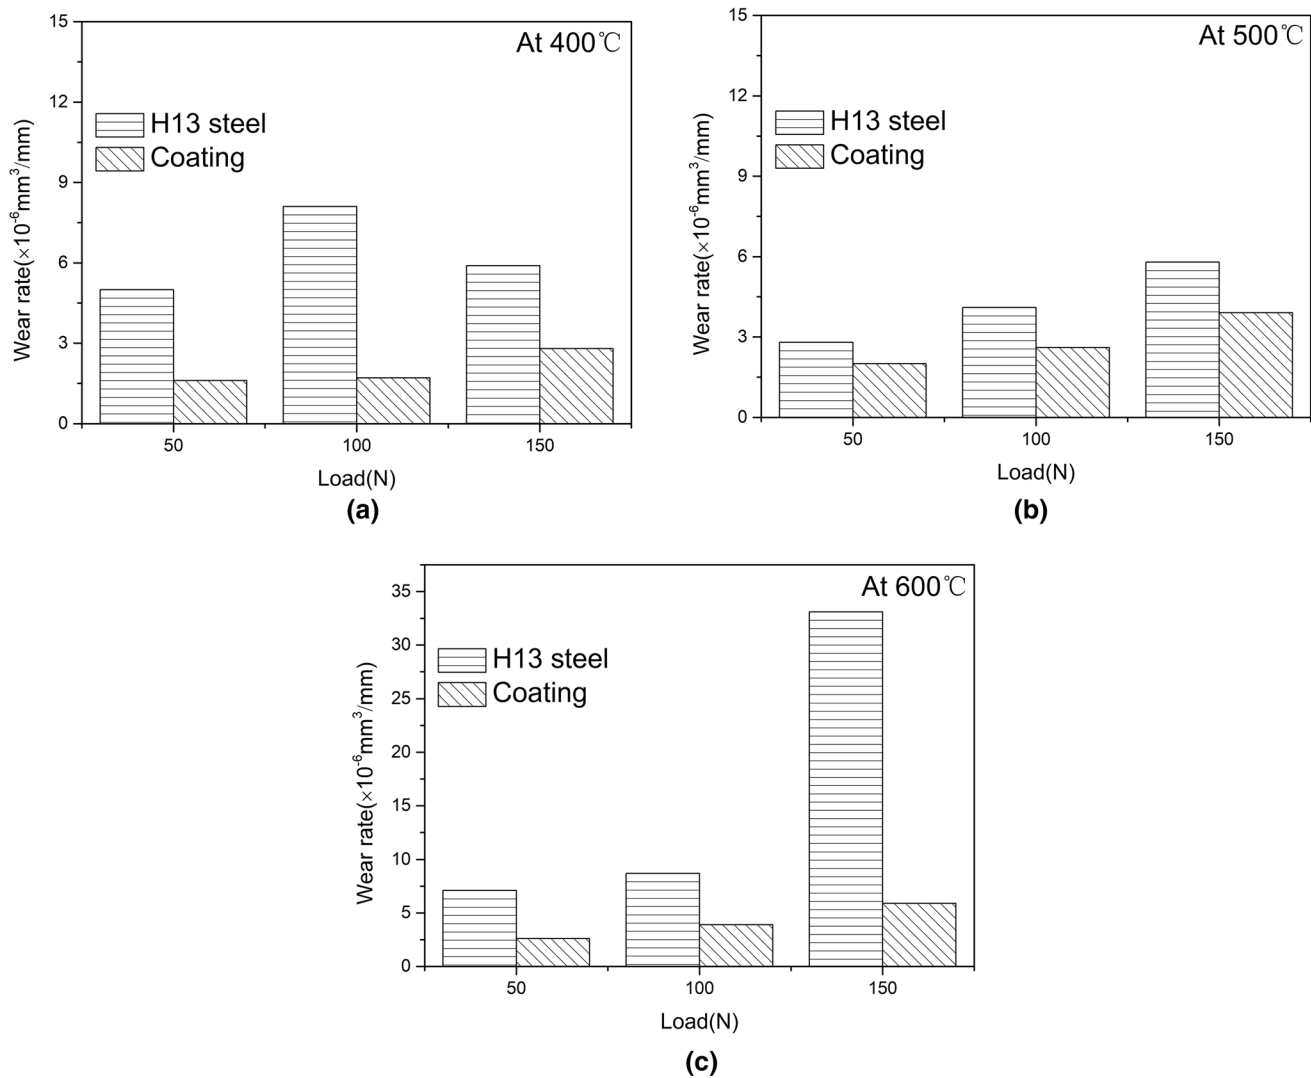 At 400℃
15
12
9
6
3
0
Wear rate(×10⁻⁶mm³/mm)
H13 steel
Coating
50 100 150
Load(N)
(a)
At 500℃
15
12
9
6
3
0
Wear rate(×10⁻⁶mm³/mm)
H13 steel
Coating
50 100 150
Load(N)
(b)
At 600℃
35
30
25
20
15
10
5
0
Wear rate(×10⁻⁶mm³/mm)
H13 steel
Coating
50 100 150
Load(N)
(c)